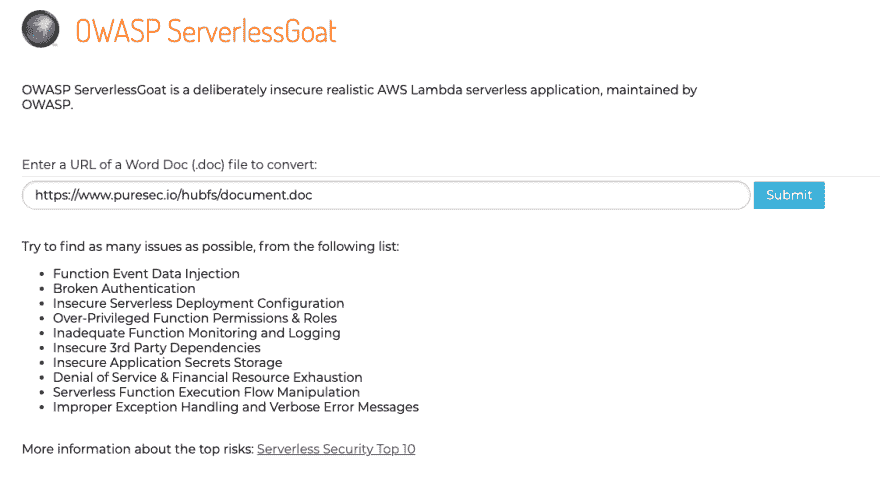 OWASP ServerlessGoat
OWASP ServerlessGoat is a deliberately insecure realistic AWS Lambda serverless application, maintained by
OWASP.
Enter a URL of a Word Doc (.doc) file to convert:
https://www.puresec.io/hubfs/document.doc Submit
Try to find as many issues as possible, from the following list:
• Function Event Data Injection
• Broken Authentication
• Insecure Serverless Deployment Configuration
• Over-Privileged Function Permissions & Roles
• Inadequate Function Monitoring and Logging
• Insecure 3rd Party Dependencies
• Insecure Application Secrets Storage
• Denial of Service & Financial Resource Exhaustion
• Serverless Function Execution Flow Manipulation
• Improper Exception Handling and Verbose Error Messages
More information about the top risks: Serverless Security Top 10